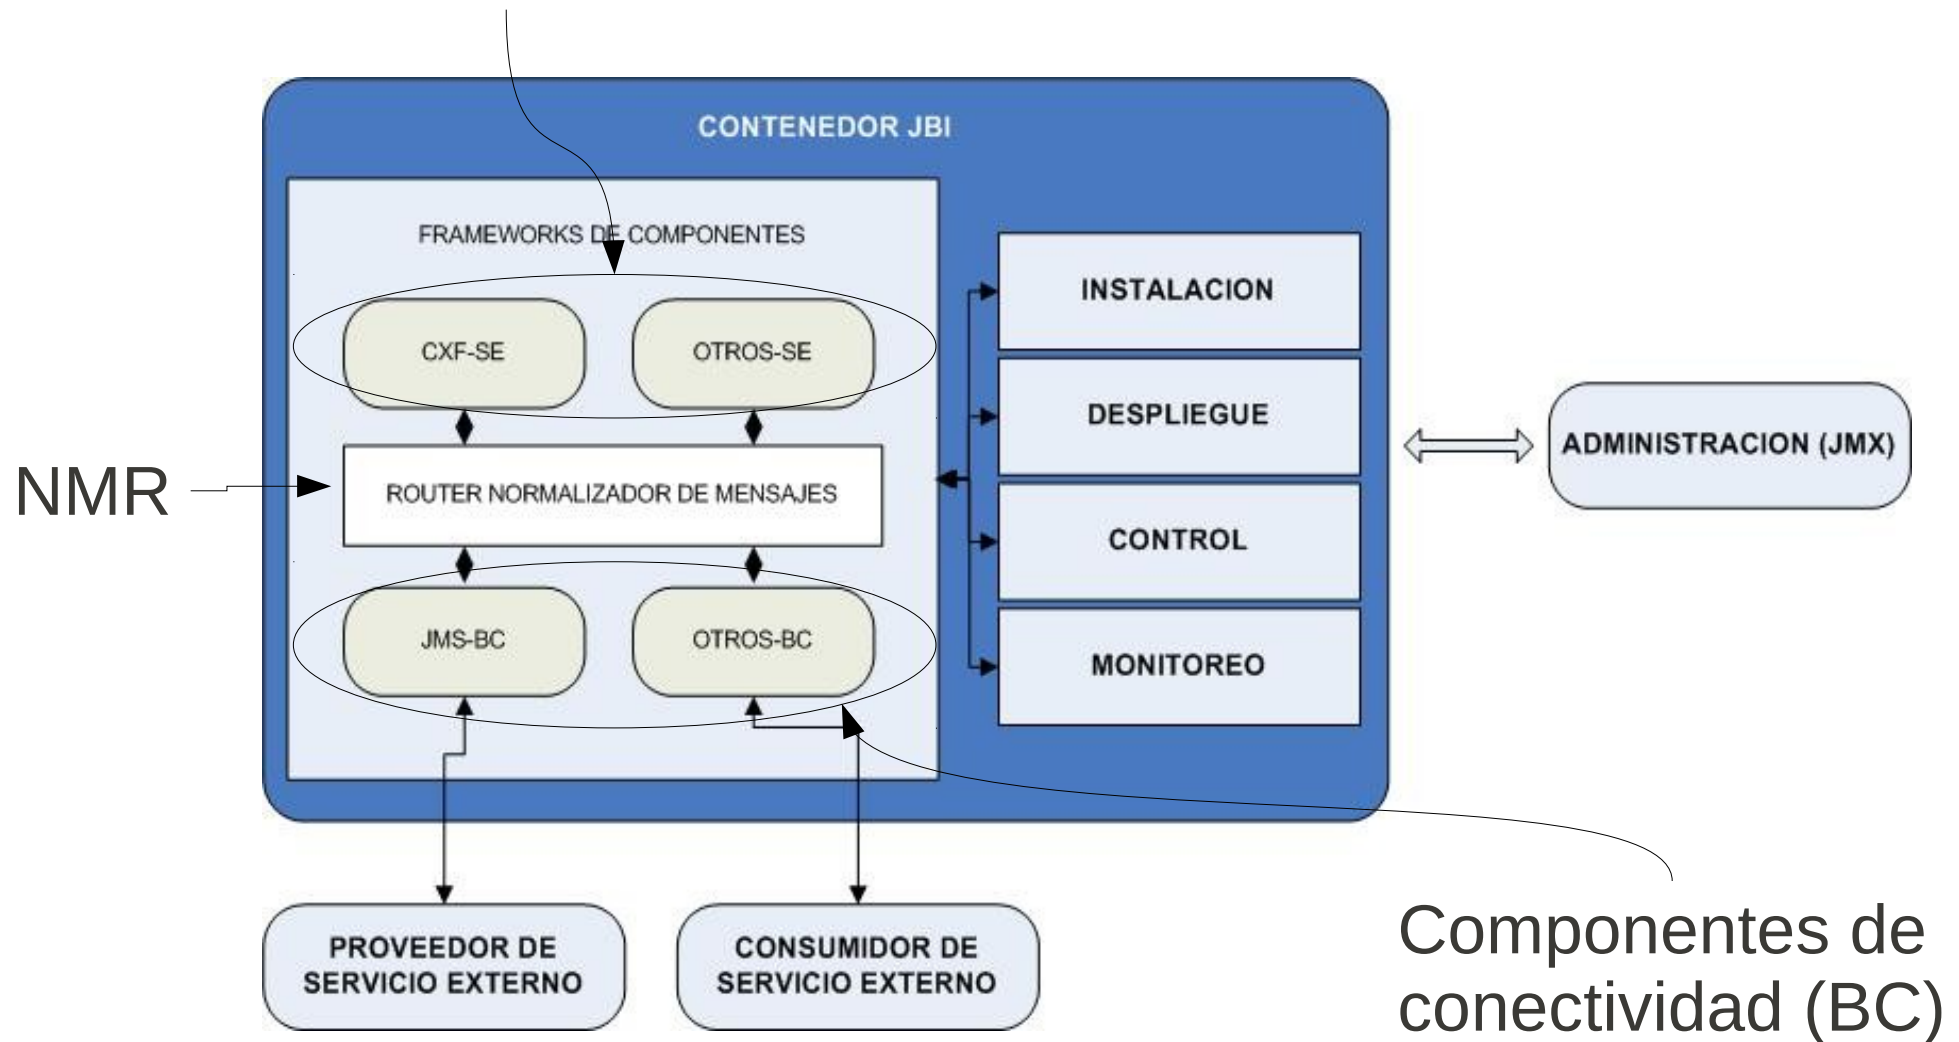 CONTENEDOR JBI
FRAMEWORKS DE COMPONENTES
CXF-SE
OTROS-SE
NMR
ROUTER NORMALIZADOR DE MENSAJES
JMS-BC
OTROS-BC
INSTALACION
DESPLIEGUE
CONTROL
MONITOREO
ADMINISTRACION (JMX)
PROVEEDOR DE
SERVICIO EXTERNO
CONSUMIDOR DE
SERVICIO EXTERNO
Componentes de
conectividad (BC)